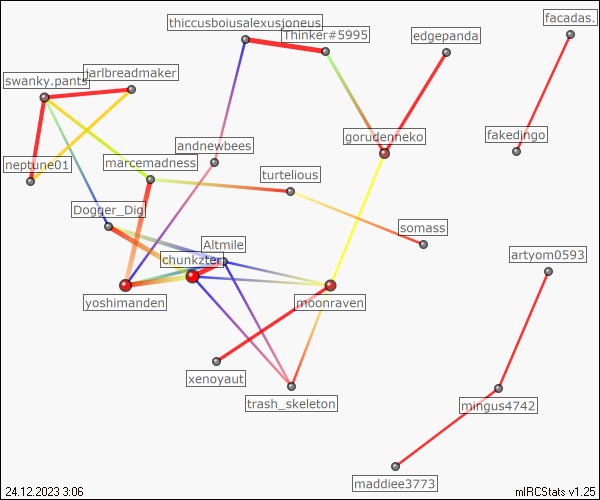 facadas.
thiccusboiusalexusjoneus
Thinker#5995
edgepanda
jarlbreadmaker
swanky.pants
gorudenneko
fakedingo
andnewbees
neptune01
marcemadness
turtelious
Dogger_Dig
somass
Altmile
artyom0593
chunkzter
yoshimanden
moonraven
xenoyaut
trash_skeleton
mingus4742
maddiee3773
24.12.2023 3:06
mIRCStats v1.25